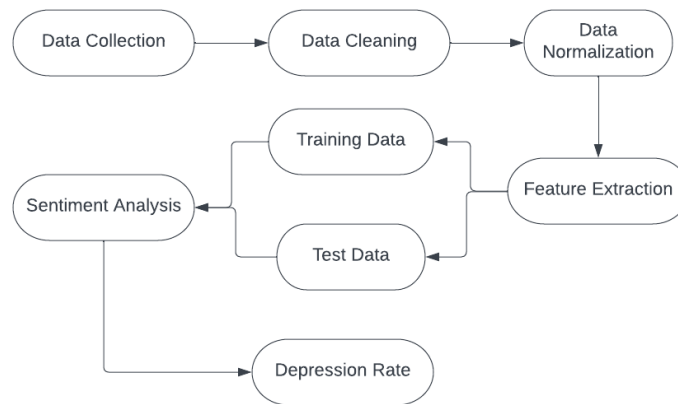 Data Collection
Data Cleaning
Data
Normalization
Training Data
Feature Extraction
Sentiment Analysis
Test Data
Depression Rate